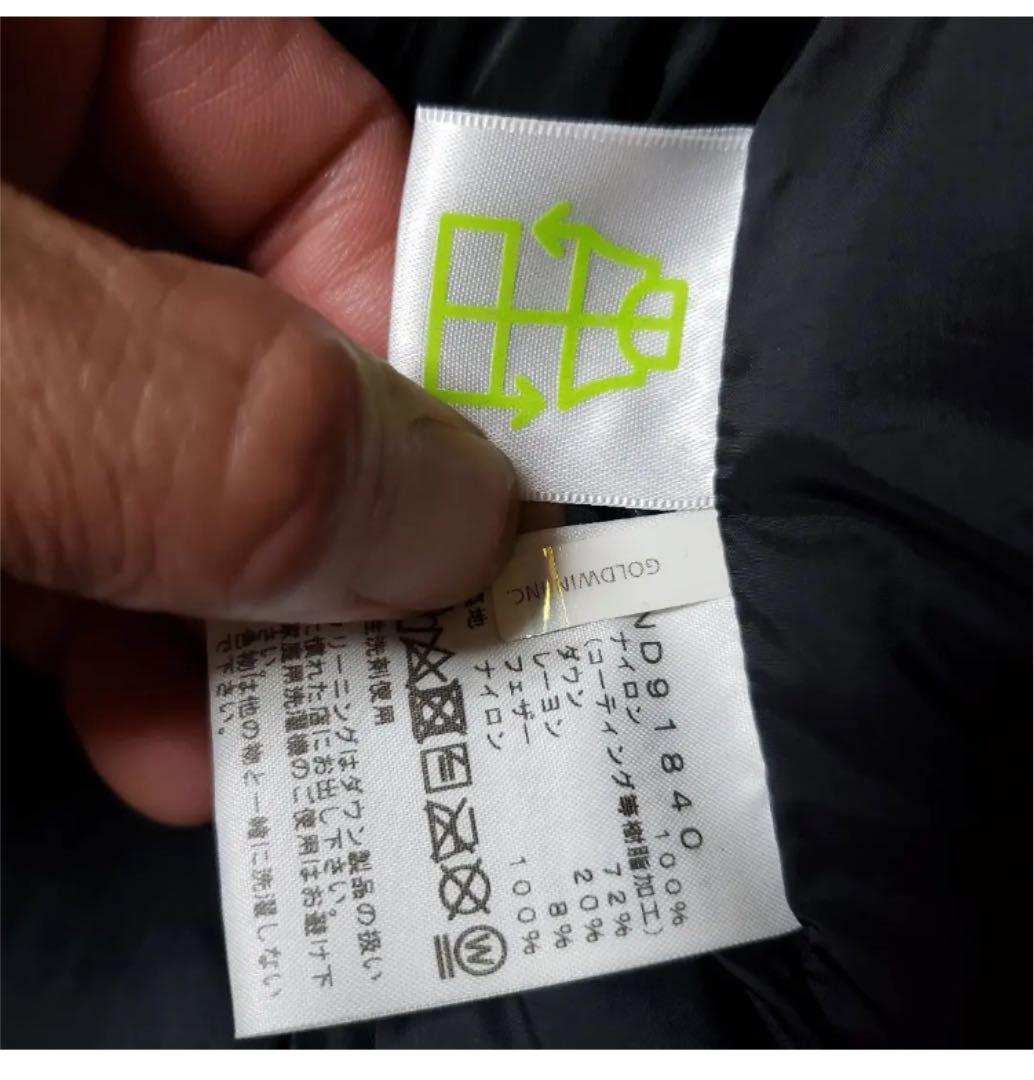 GOLDWIN INC.
ND91840
ナイロン 100%
(コーティング等樹脂加工)
ダウン 72%
レーヨン 20%
フェザー 8%
ナイロン 100%
洗剤使用
リーニングはダウン製品の扱い
慣れた店にお出し下さい。
家庭用洗濯機のご使用はお避け下
さい。
色物は他の物と一緒に洗濯しない
で下さい。